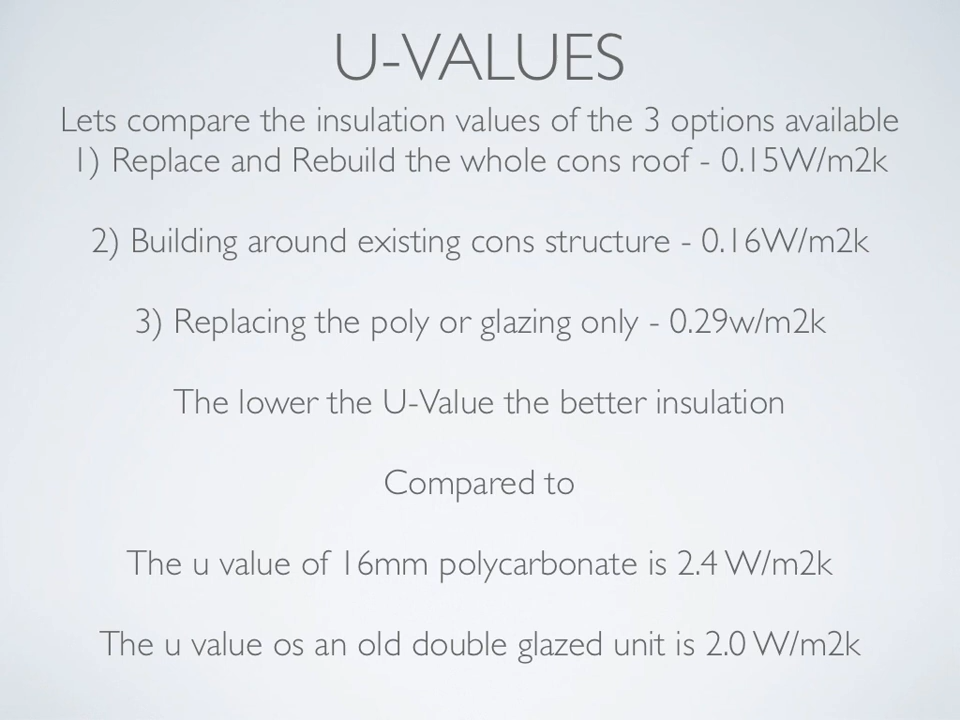 U-VALUES
Lets compare the insulation values of the 3 options available
1) Replace and Rebuild the whole cons roof - 0.15W/m2k
2) Building around existing cons structure - 0.16W/m2k
3) Replacing the poly or glazing only - 0.29w/m2k
The lower the U-Value the better insulation
Compared to
The u value of 16mm polycarbonate is 2.4 W/m2k
The u value os an old double glazed unit is 2.0 W/m2k